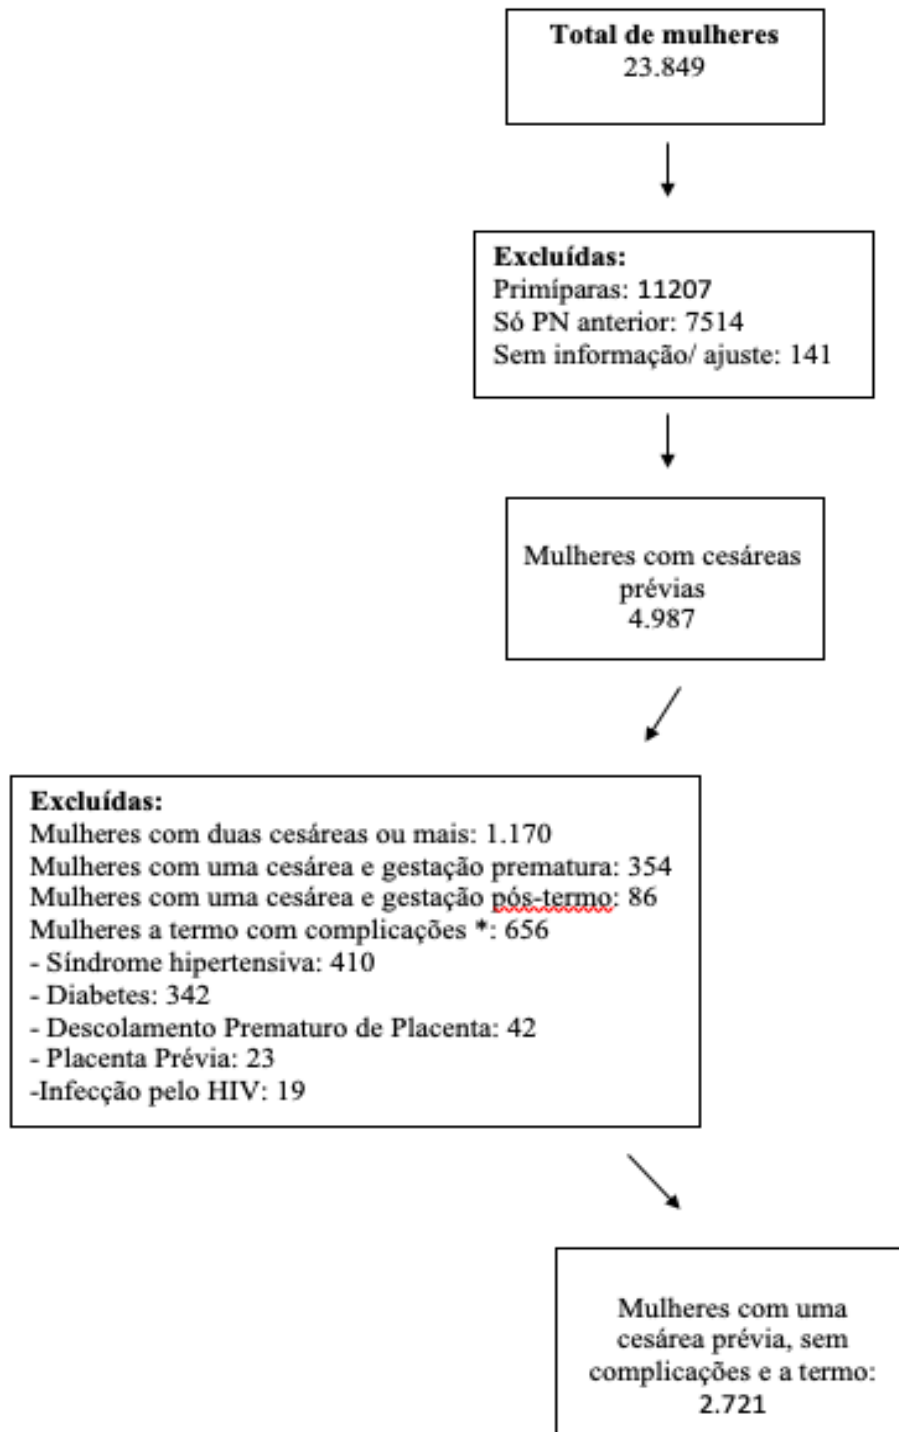 Total de mulheres
23.849
Excluídas:
Primíparas: 11207
Só PN anterior: 7514
Sem informação/ ajuste: 141
Mulheres com cesáreas
prévias
4.987
Excluídas:
Mulheres com duas cesáreas ou mais: 1.170
Mulheres com uma cesárea e gestação prematura: 354
Mulheres com uma cesárea e gestação pós-termo: 86
Mulheres a termo com complicações *: 656
- Síndrome hipertensiva: 410
- Diabetes: 342
- Descolamento Prematuro de Placenta: 42
- Placenta Prévia: 23
-Infecção pelo HIV: 19
Mulheres com uma
cesárea prévia, sem
complicações e a termo:
2.721